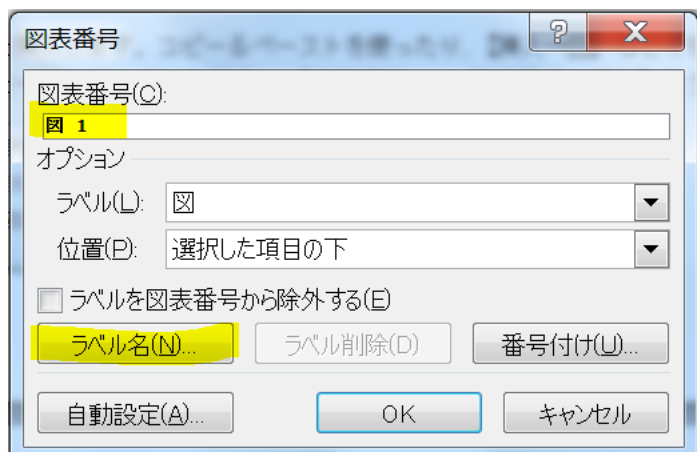 図表番号
図表番号(C):
図 1
オプション
ラベル(L): 図
位置(P): 選択した項目の下
ラベルを図表番号から除外する(E)
ラベル名(N)... ラベル削除(D) 番号付け(U)...
自動設定(A)... OK キャンセル